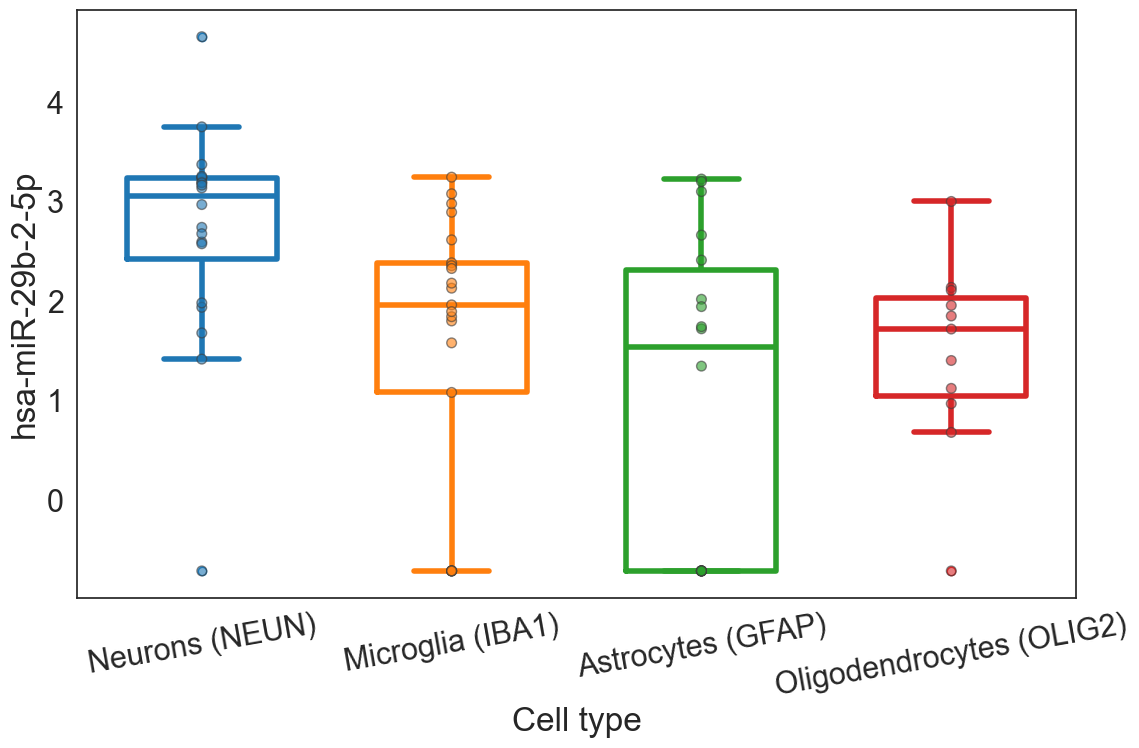 hsa-miR-29b-2-5p
4
3
2
1
0
Neurons (NEUN)
Microglia (IBA1)
Astrocytes (GFAP)
Oligodendrocytes (OLIG2)
Cell type